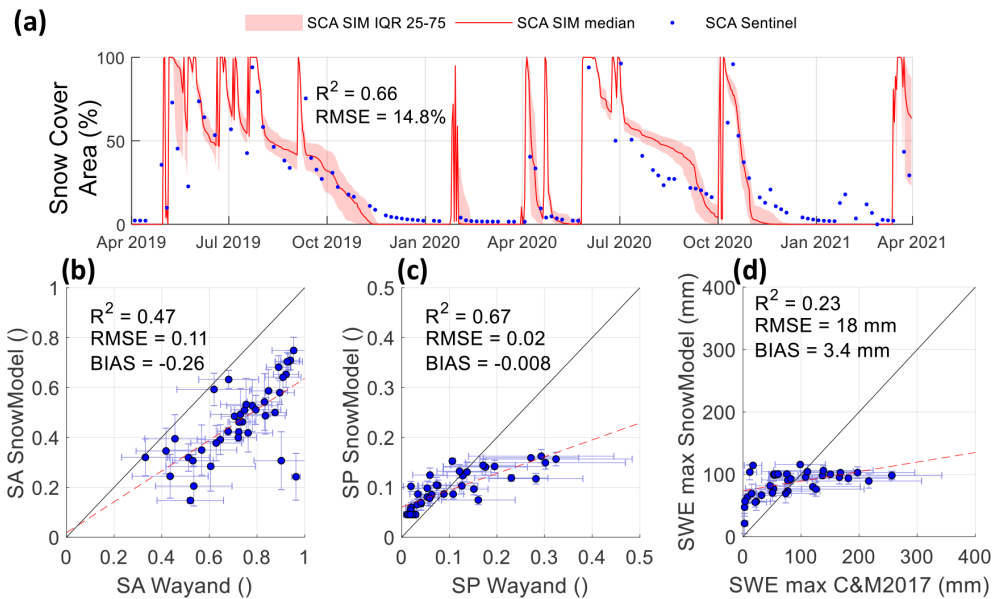 (a)
SCA SIM IQR 25-75
SCA SIM median
SCA Sentinel
Snow Cover
Area (%)
100
50
0
R² = 0.66
RMSE = 14.8%
Apr 2019
Jul 2019
Oct 2019
Jan 2020
Apr 2020
Jul 2020
Oct 2020
Jan 2021
Apr 2021
(b)
R² = 0.47
RMSE = 0.11
BIAS = -0.26
SA SnowModel ()
1
0.8
0.6
0.4
0.2
0
0
0.2
0.4
0.6
0.8
1
SA Wayand ()
(c)
R² = 0.67
RMSE = 0.02
BIAS = -0.008
SP SnowModel ()
0.5
0.4
0.3
0.2
0.1
0
0
0.1
0.2
0.3
0.4
0.5
SP Wayand ()
(d)
R² = 0.23
RMSE = 18 mm
BIAS = 3.4 mm
SWE max SnowModel (mm)
400
300
200
100
0
0
100
200
300
400
SWE max C&M2017 (mm)